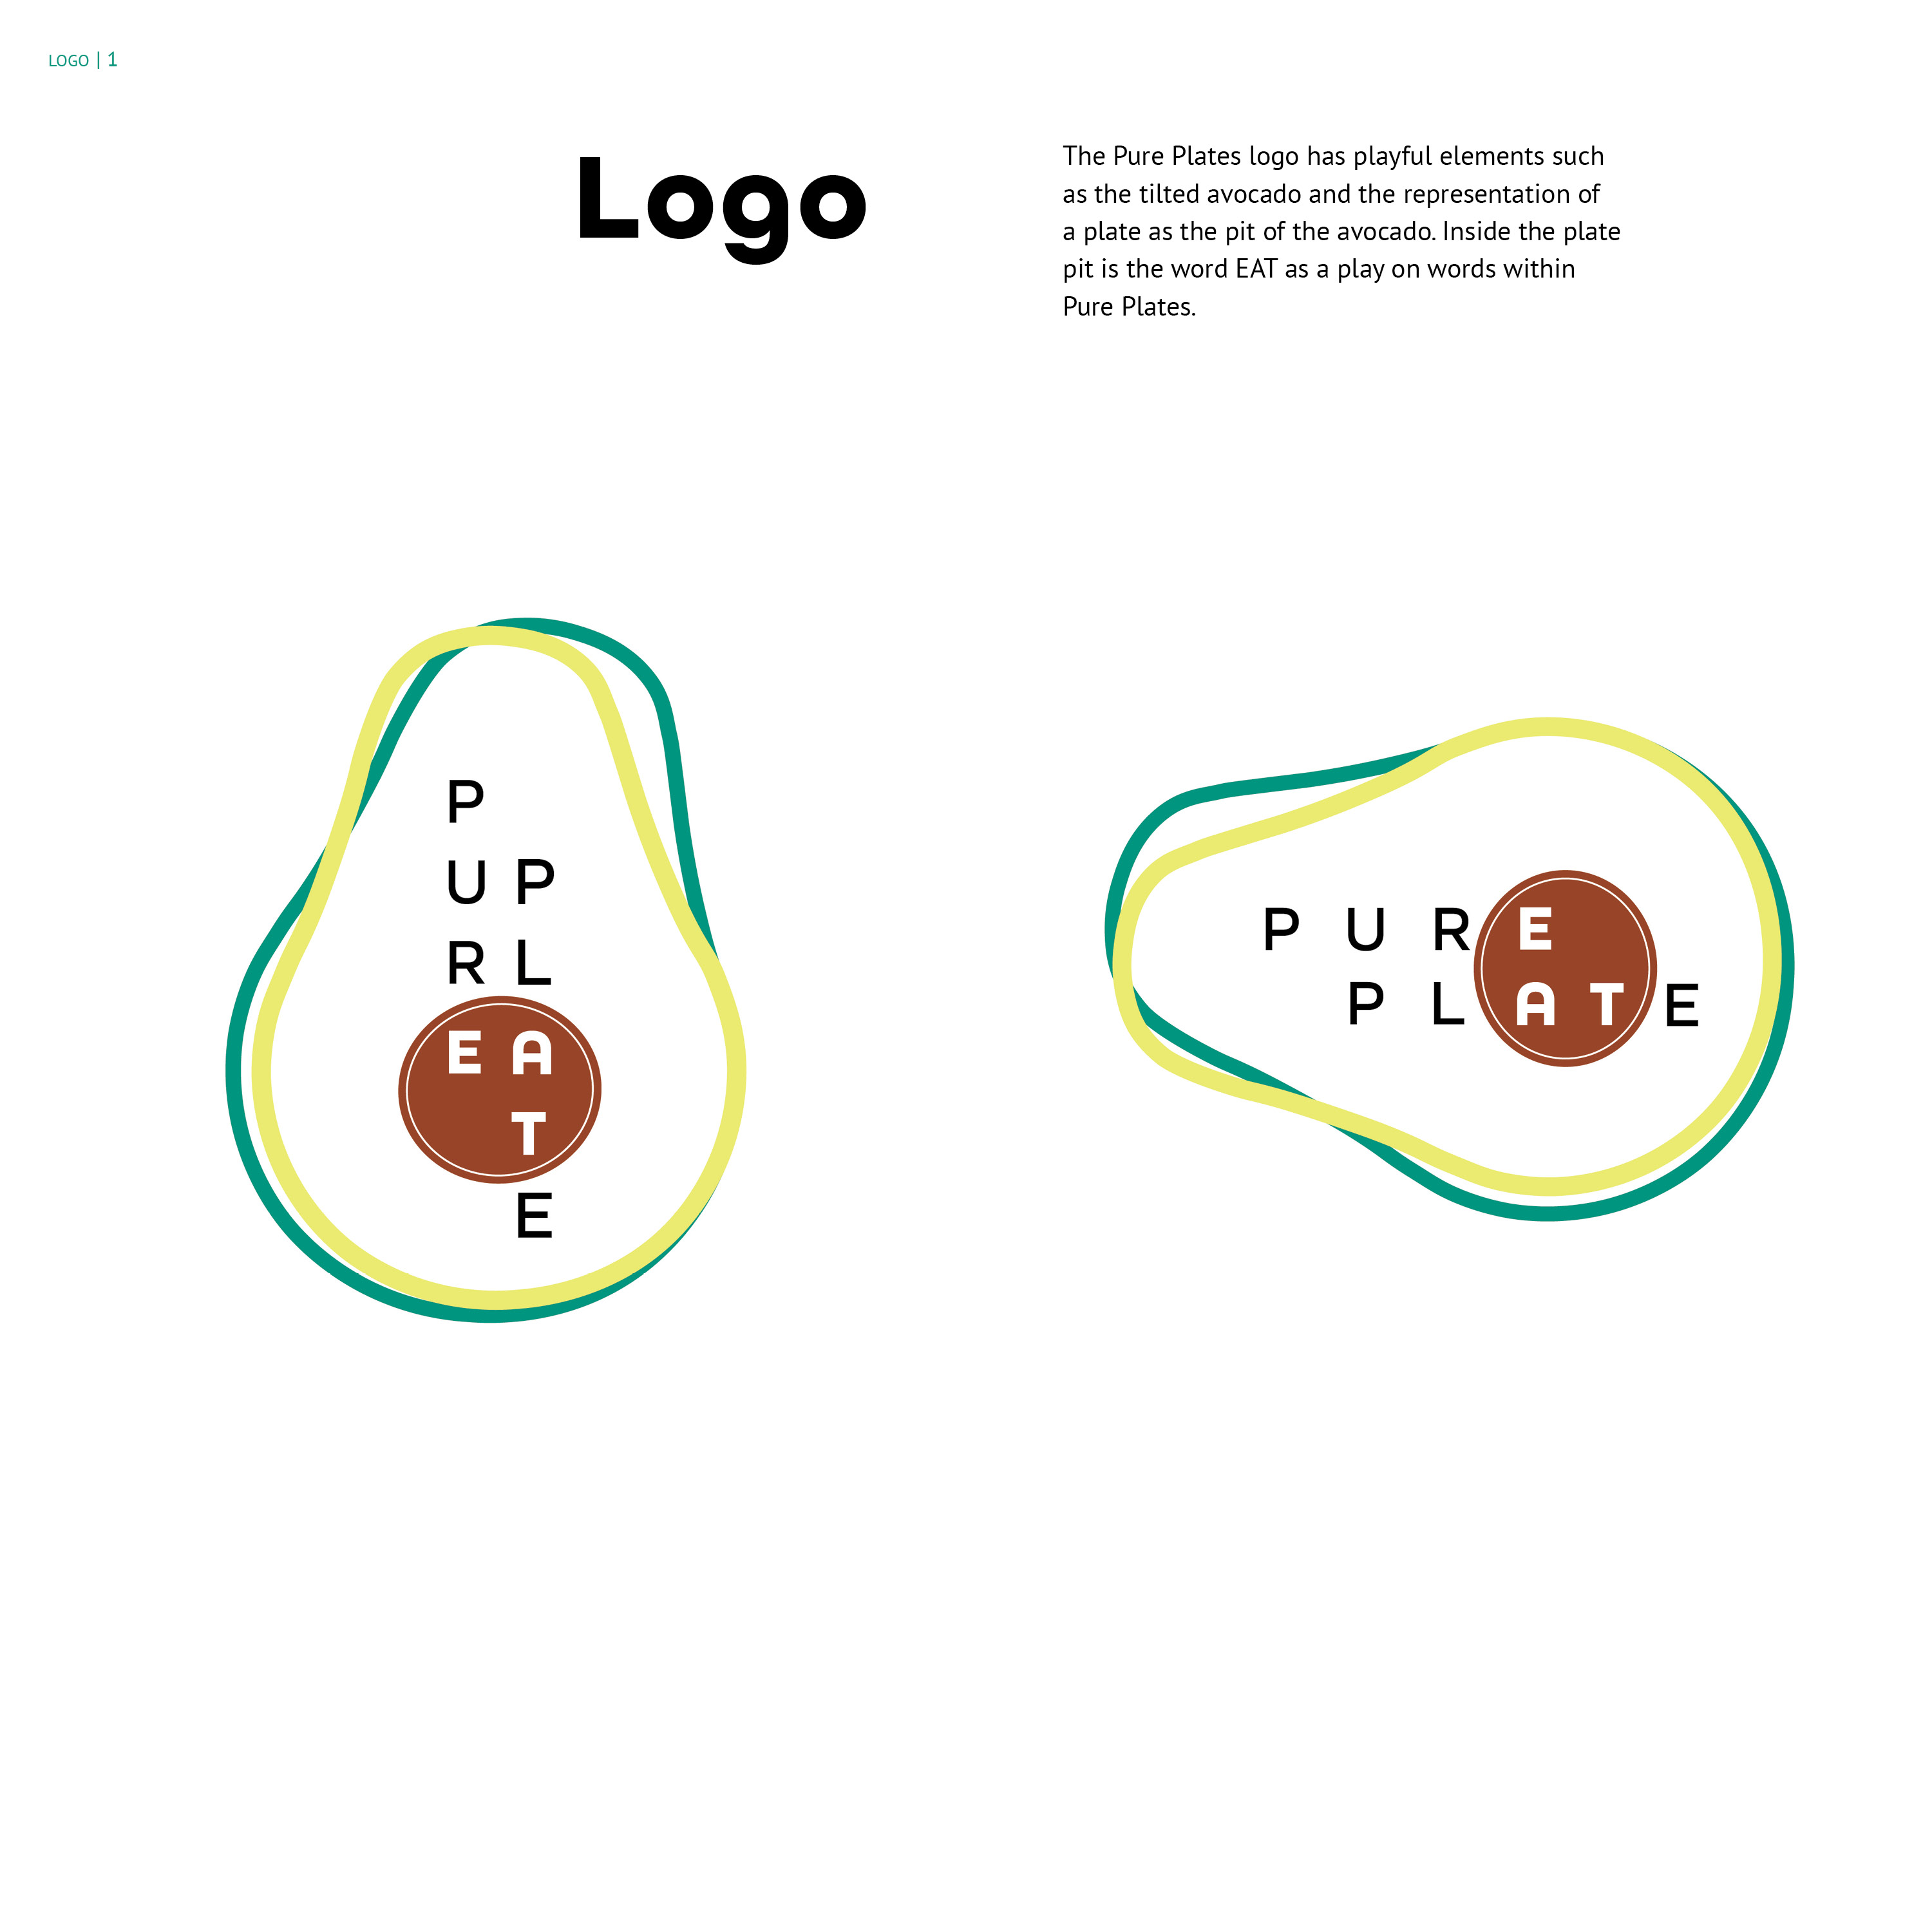 LOGO | 1
Logo
The Pure Plates logo has playful elements such
as the tilted avocado and the representation of
a plate as the pit of the avocado. Inside the plate
pit is the word EAT as a play on words within
Pure Plates.
P
U P
R L
E A
T
E
P U R E
P L A T E